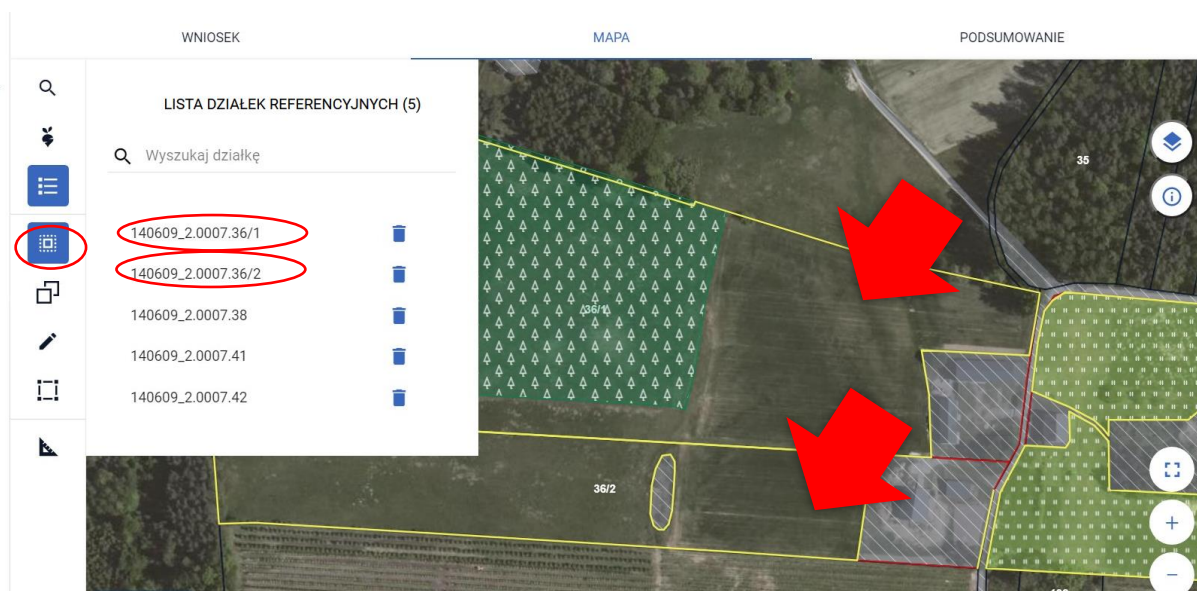 WNIOSEK
MAPA
PODSUMOWANIE
LISTA DZIAŁEK REFERENCYJNYCH (5)
Wyszukaj działkę
140609_2.0007.36/1
140609_2.0007.36/2
140609_2.0007.38
140609_2.0007.41
140609_2.0007.42
35
36/1
36/2